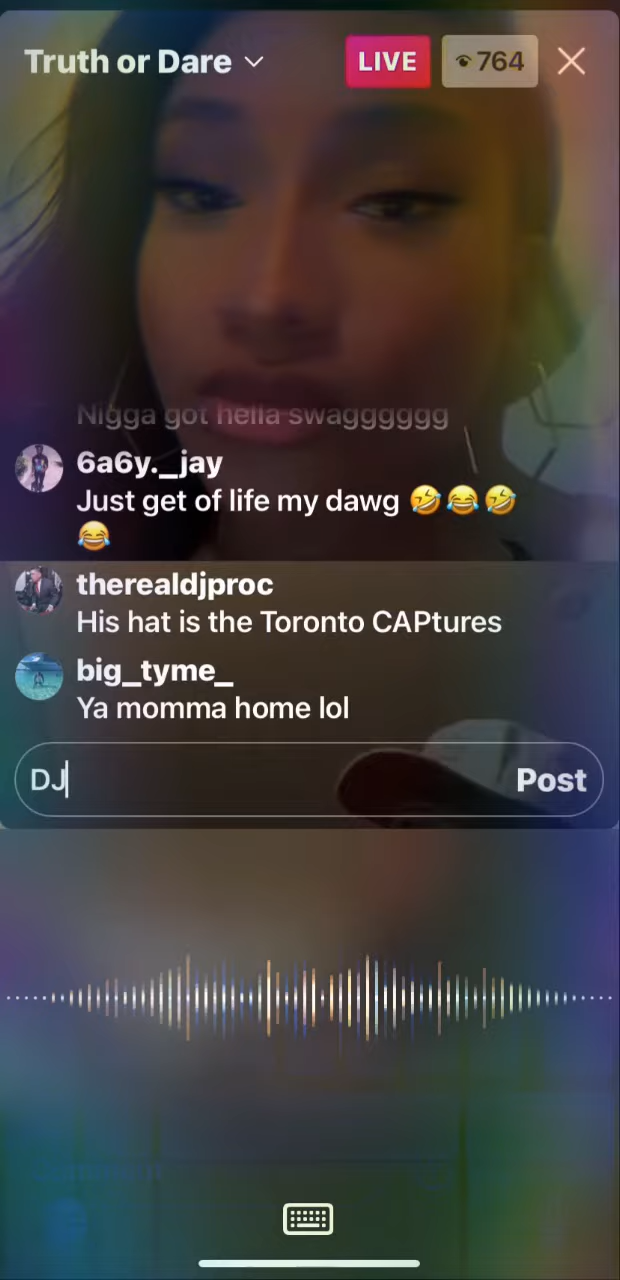 Truth or Dare
LIVE
764
Nigga got hella swagggggg
6a6y._jay
Just get of life my dawg 🤣😂🤣
😂
therealdjproc
His hat is the Toronto CAPtures
big_tyme_
Ya momma home lol
DJ
Post